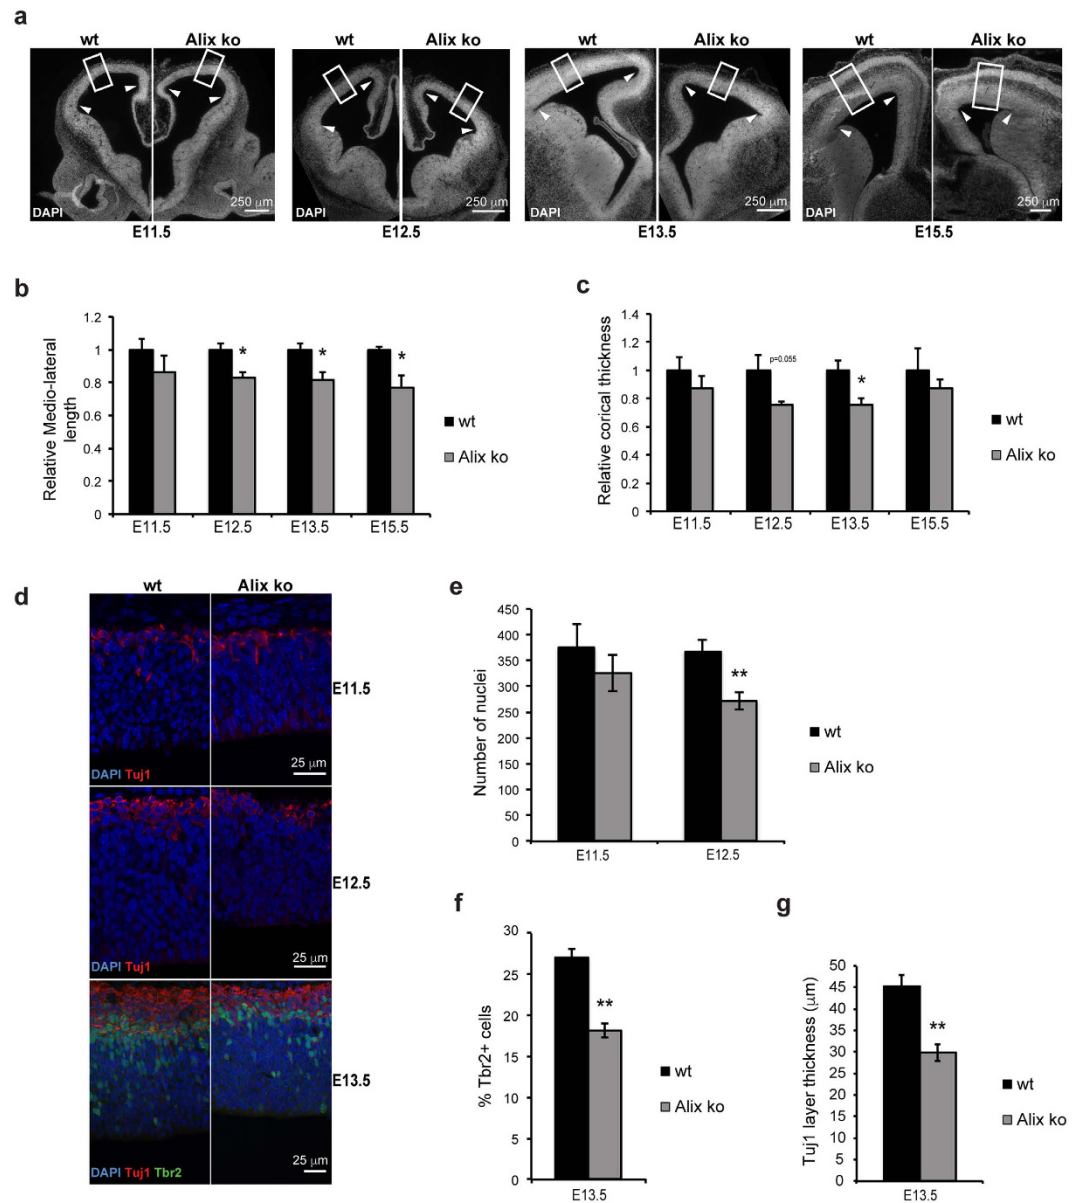 a
wt Alix ko wt Alix ko wt Alix ko wt Alix ko
DAPI 250 µm DAPI 250 µm DAPI 250 µm DAPI 250 µm
E11.5 E12.5 E13.5 E15.5
b
Relative Medio-lateral
length
1.2
1
0.8
0.6
0.4
0.2
0
* * *
E11.5 E12.5 E13.5 E15.5
wt
Alix ko
c
Relative corical thickness
1.4
1.2
1
0.8
0.6
0.4
0.2
0
p=0.055
*
E11.5 E12.5 E13.5 E15.5
wt
Alix ko
d
wt Alix ko
E11.5
DAPI Tuj1 25 µm
E12.5
DAPI Tuj1 25 µm
E13.5
DAPI Tuj1 Tbr2 25 µm
e
Number of nuclei
450
400
350
300
250
200
150
100
50
0
**
E11.5 E12.5
wt
Alix ko
f
% Tbr2+ cells
30
25
20
15
10
5
0
**
E13.5
wt
Alix ko
g
Tuj1 layer thickness (µm)
50
45
40
35
30
25
20
15
10
5
0
**
E13.5
wt
Alix ko